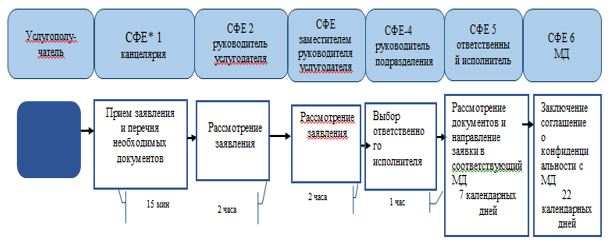 Услугополу-
чатель
СФЕ* 1
канцелярия
СФЕ 2
руководитель
услугодателя
СФЕ
заместителем
руководителя
услугодателя
СФЕ-4
руководитель
подразделения
СФЕ 5
ответственны
й исполнитель
СФЕ 6
МД
Прием заявления
и перечня
необходимых
документов
Рассмотрение
заявления
Рассмотрение
заявления
Выбор
ответственно
го
исполнителя
Рассмотрение
документов и
направление
заявки в
соответствующий
МД
7 календарных
дней
Заключение
соглашение
о
конфиденци
альности с
МД
22
календарных
дней
15 мин
2 часа
2 часа
1 час